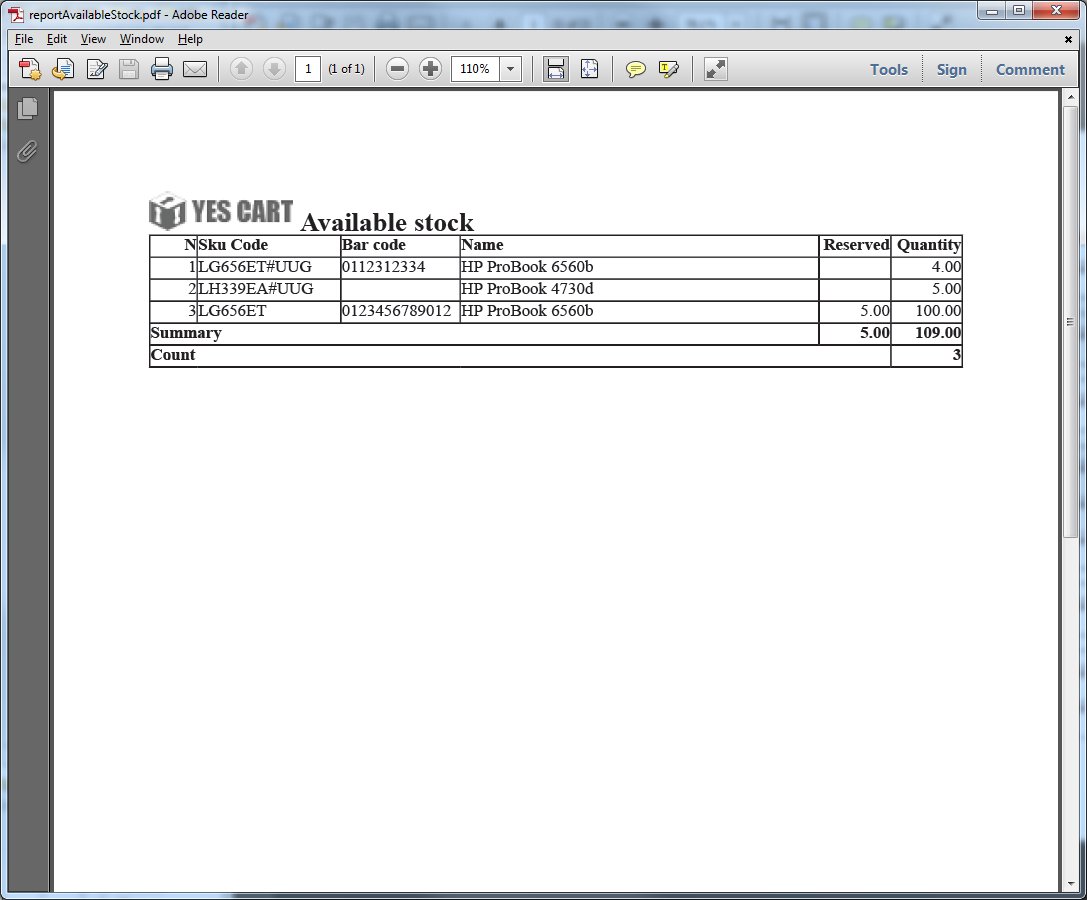 reportAvailableStock.pdf - Adobe Reader
File Edit View Window Help
1 (1 of 1) 110% Tools Sign Comment
YES CART Available stock
N Sku Code Bar code Name Reserved Quantity
1 LG656ET#UUG 0112312334 HP ProBook 6560b 4.00
2 LH339EA#UUG HP ProBook 4730d 5.00
3 LG656ET 0123456789012 HP ProBook 6560b 5.00 100.00
Summary 5.00 109.00
Count 3